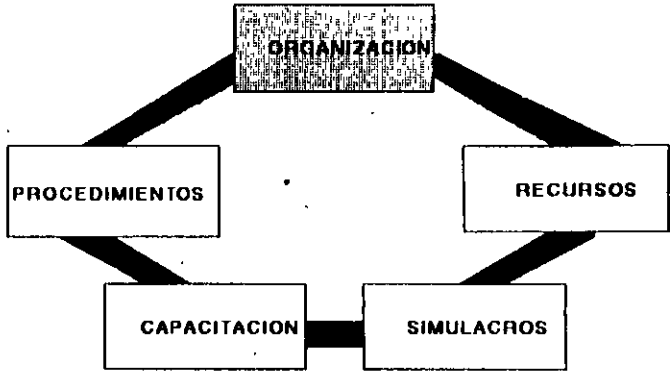 ORGANIZACION
PROCEDIMIENTOS
RECURSOS
CAPACITACION
SIMULACROS